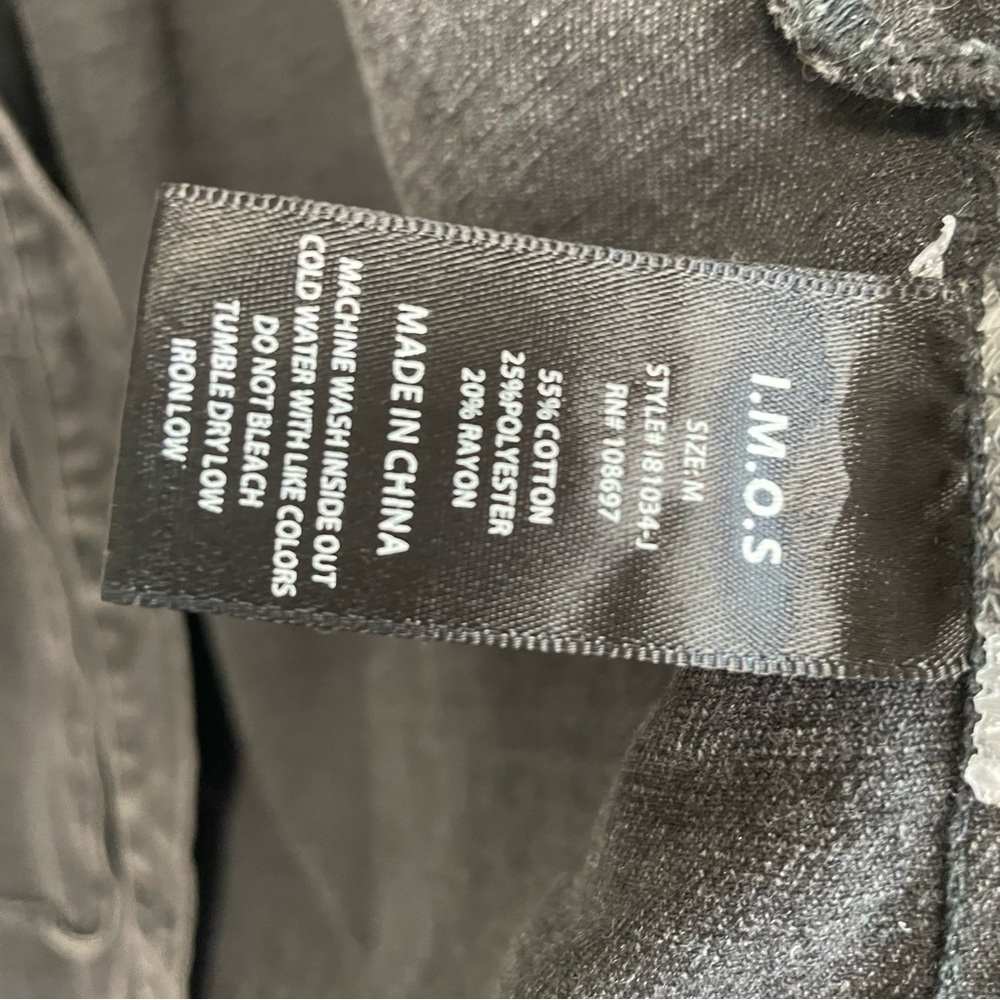 I.M.O.S
SIZE:M
STYLE# 181034-J
RN# 108697
55% COTTON
25%POLYESTER
20% RAYON
MADE IN CHINA
MACHINE WASH INSIDE OUT
COLD WATER WITH LIKE COLORS
DO NOT BLEACH
TUMBLE DRY LOW
IRON LOW